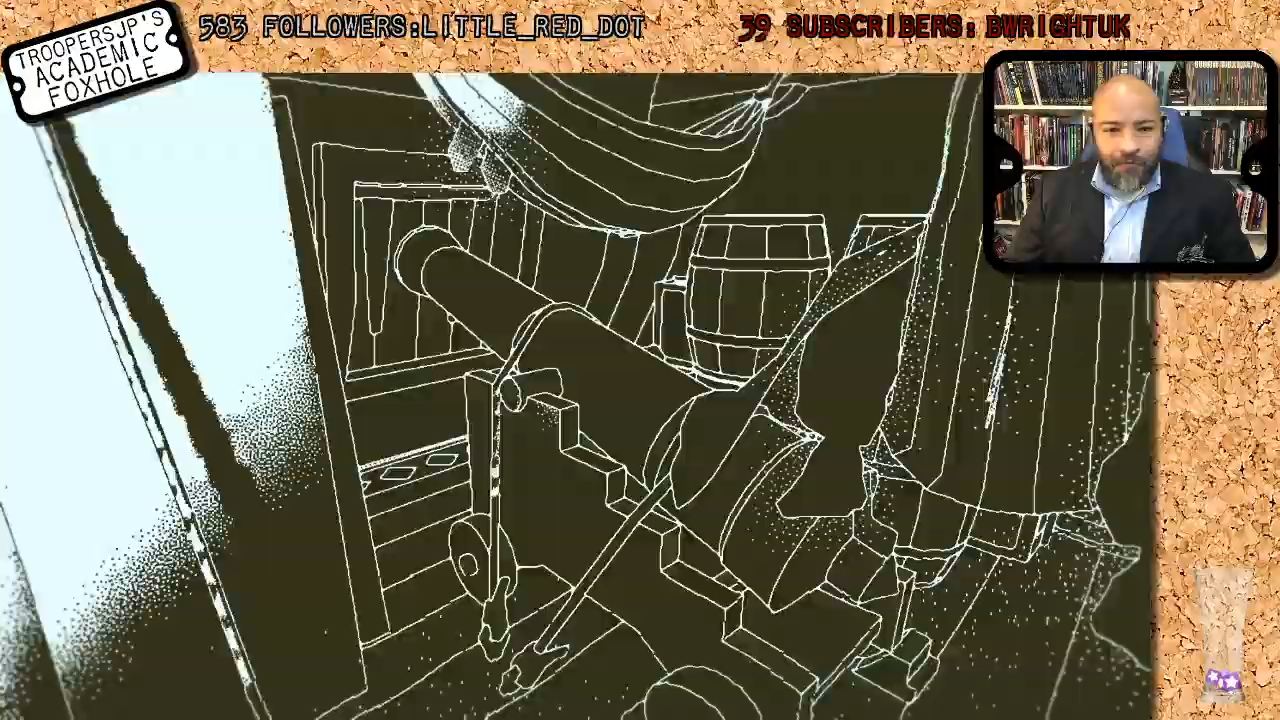 TROOPERSJP'S
ACADEMIC
FOXHOLE
583 FOLLOWERS:LITTLE_RED_DOT
39 SUBSCRIBERS: BWRIGHTUK